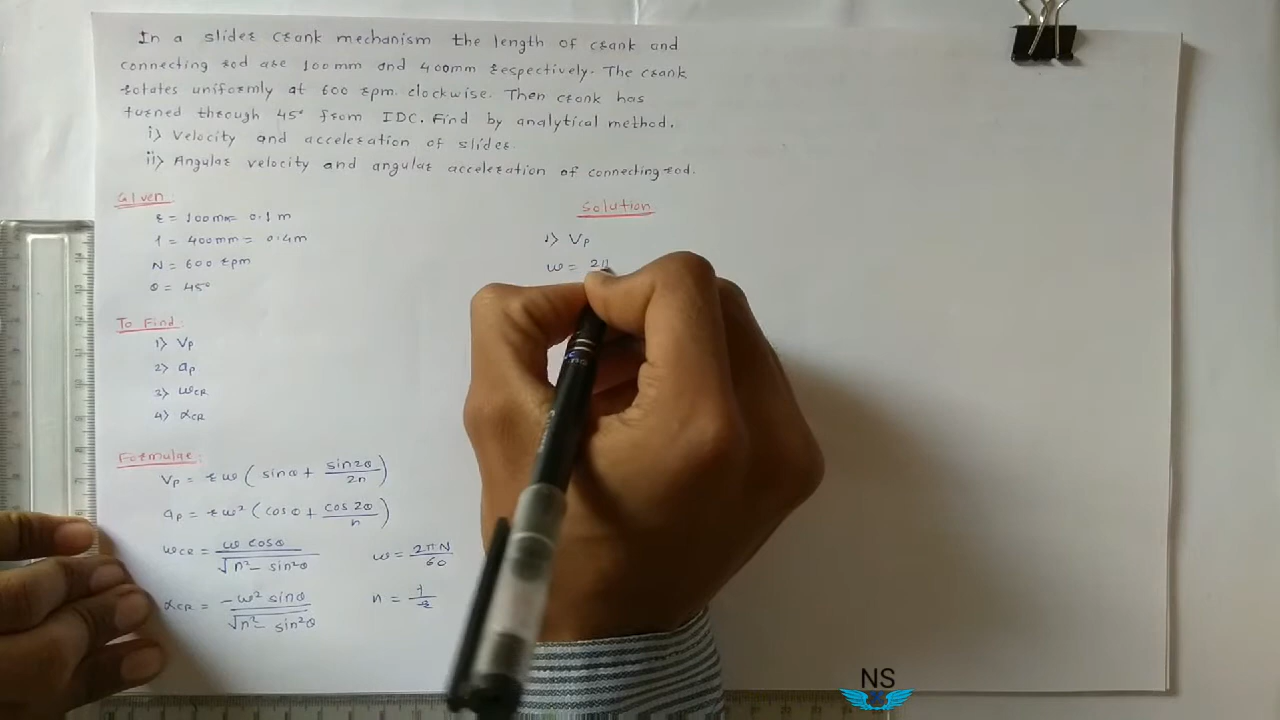 In a slider crank mechanism the length of crank and
connecting rod are 100mm and 400mm respectively. The crank
rotates uniformly at 600 rpm. clockwise. Then crank has
turned through 45° from IDC. Find by analytical method.
i) Velocity and acceleration of slider.
ii) Angular velocity and angular acceleration of connecting rod.
Given:
r = 100mm = 0.1 m
l = 400mm = 0.4m
N = 600 rpm
θ = 45°
To Find:
1) Vp
2) ap
3) ωCR
4) αCR
Formulae:
Vp = rω ( sinθ + sin2θ / 2n )
ap = rω² ( cosθ + cos 2θ / n )
ωCR = ω cosθ / √n² - sin²θ
ω = 2πN / 60
αCR = -ω² sinθ / √n² - sin²θ
n = l / r
Solution
1) Vp
ω = 2π
NS